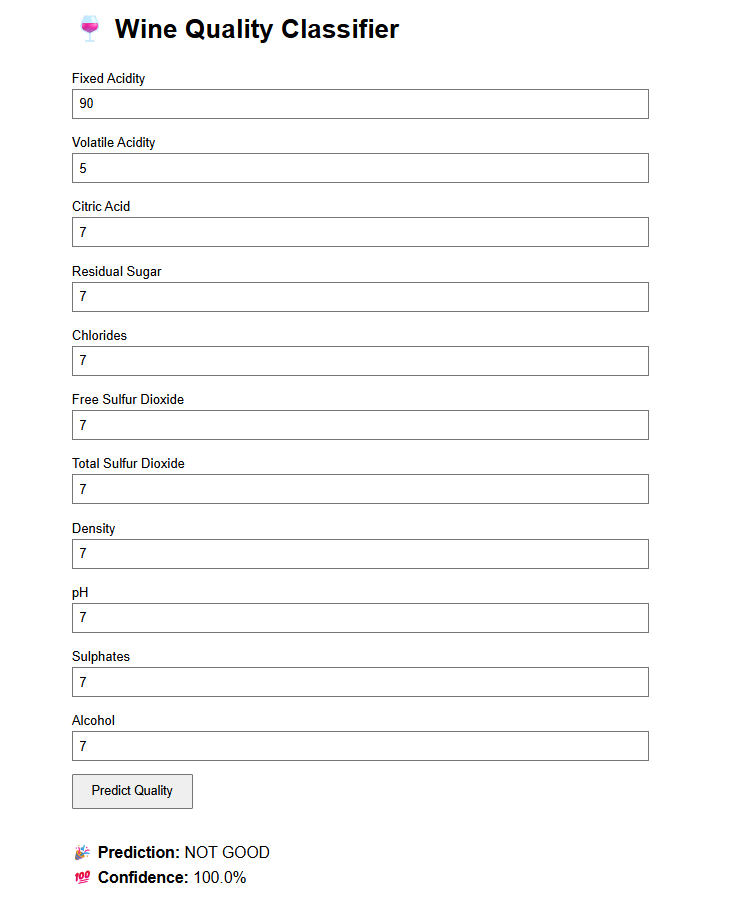 Wine Quality Classifier
Fixed Acidity
90
Volatile Acidity
5
Citric Acid
7
Residual Sugar
7
Chlorides
7
Free Sulfur Dioxide
7
Total Sulfur Dioxide
7
Density
7
pH
7
Sulphates
7
Alcohol
7
Predict Quality
🎉 Prediction: NOT GOOD
💯 Confidence: 100.0%